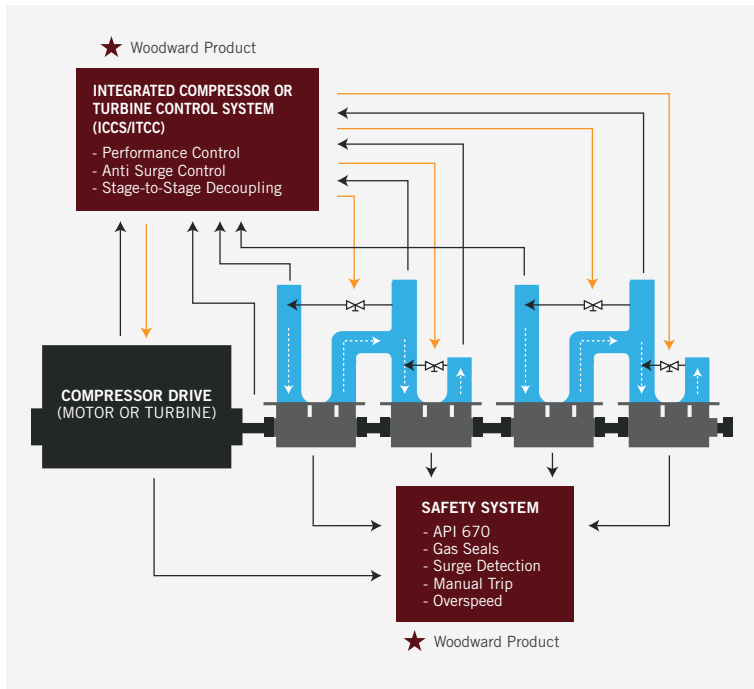 Woodward Product
INTEGRATED COMPRESSOR OR
TURBINE CONTROL SYSTEM
(ICCS/ITCC)
- Performance Control
- Anti Surge Control
- Stage-to-Stage Decoupling
COMPRESSOR DRIVE
(MOTOR OR TURBINE)
SAFETY SYSTEM
- API 670
- Gas Seals
- Surge Detection
- Manual Trip
- Overspeed
Woodward Product